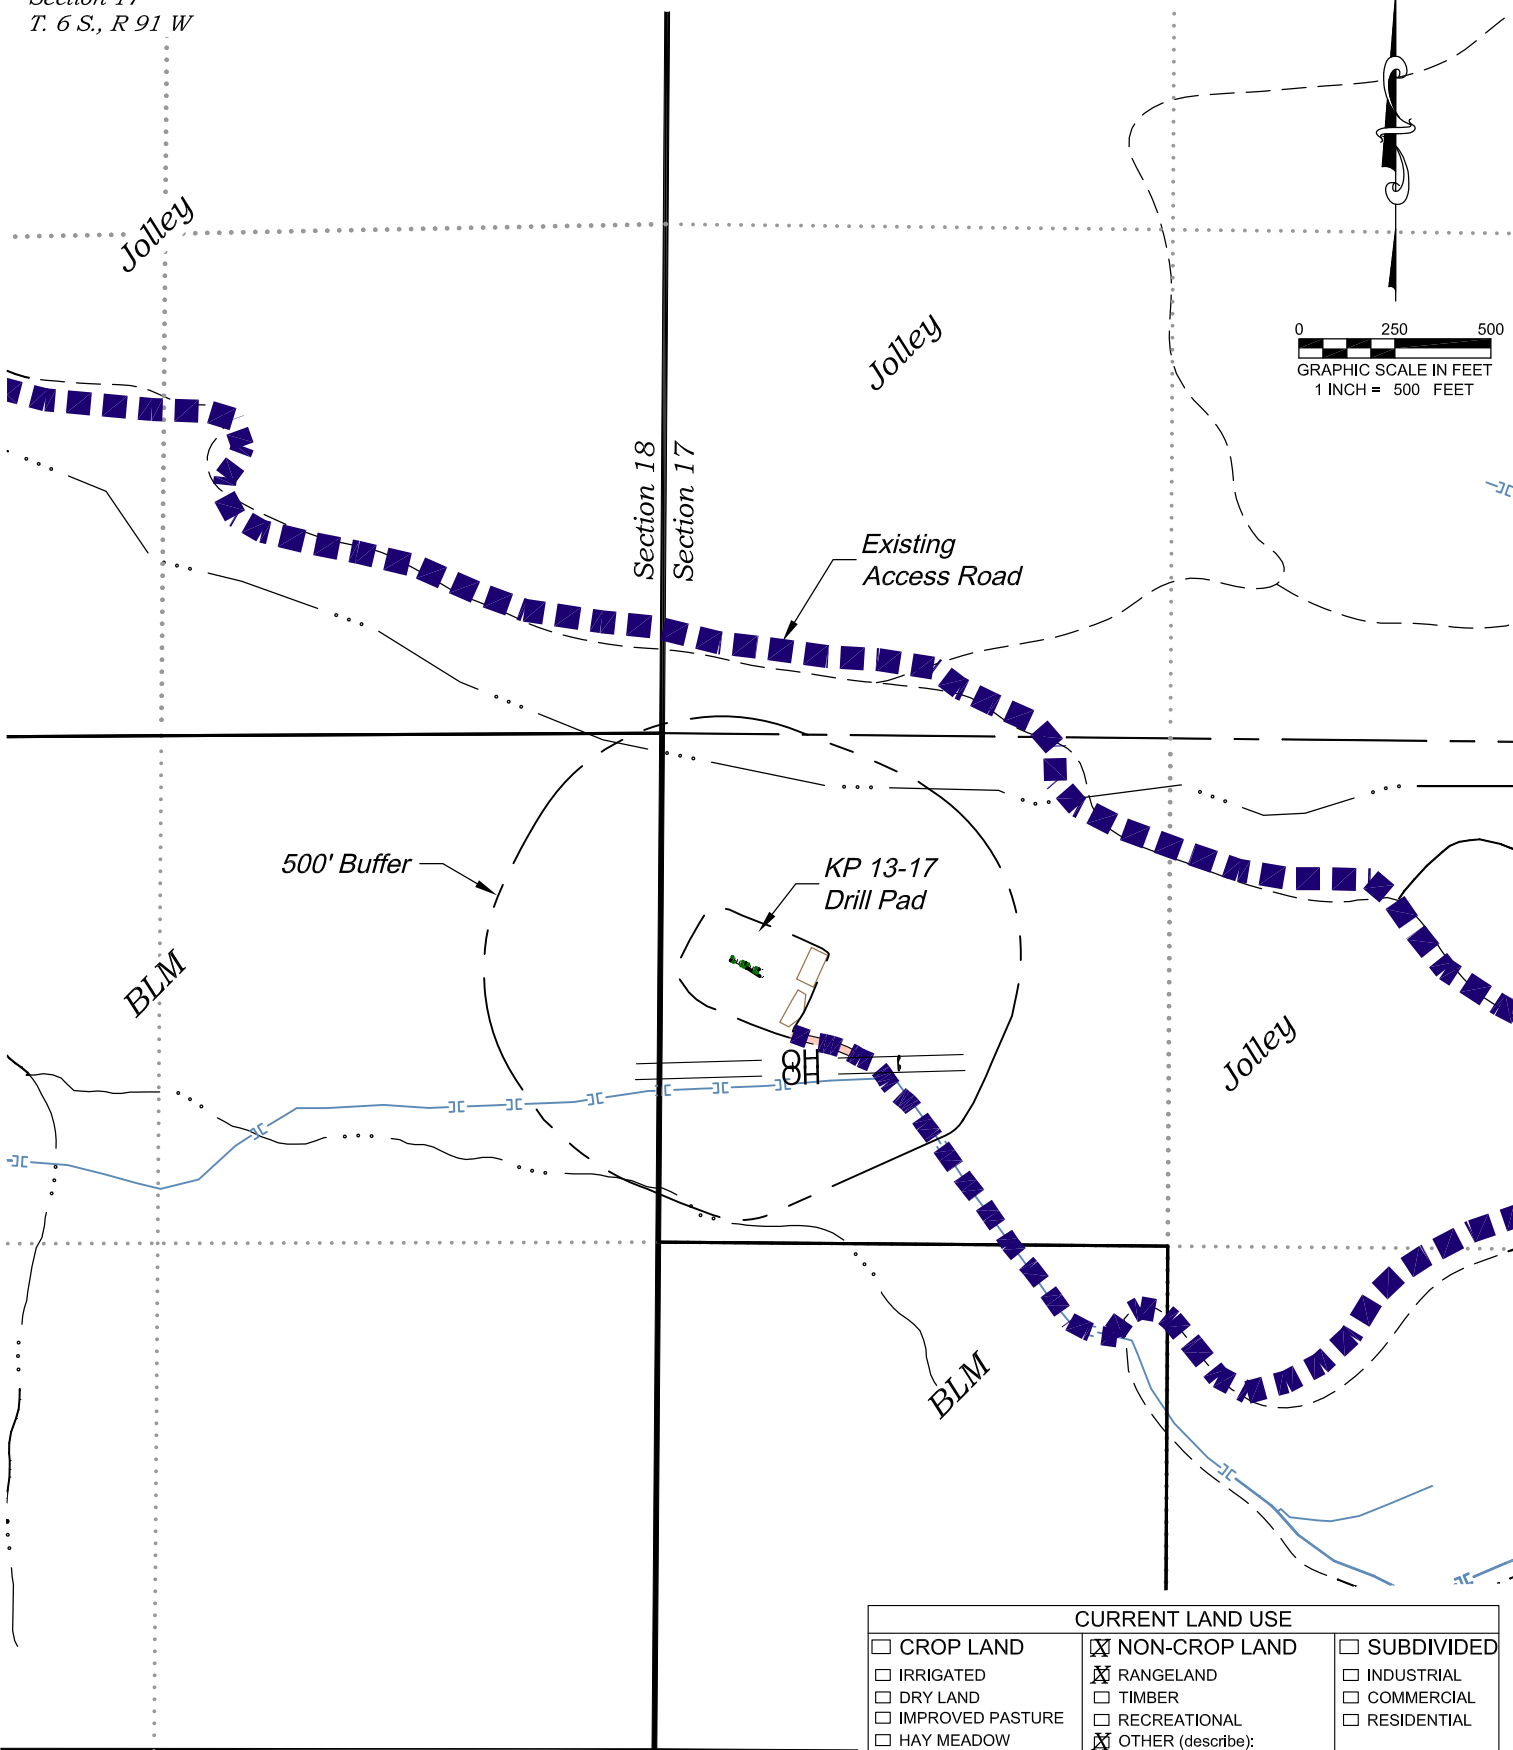 Section 17
T. 6 S., R 91 W
Jolley
Jolley
0 250 500
GRAPHIC SCALE IN FEET
1 INCH = 500 FEET
Section 18
Section 17
Existing
Access Road
500' Buffer
KP 13-17
Drill Pad
BLM
OH
OH
Jolley
BLM
CURRENT LAND USE
CROP LAND
IRRIGATED
DRY LAND
IMPROVED PASTURE
HAY MEADOW
X NON-CROP LAND
X RANGELAND
TIMBER
RECREATIONAL
X OTHER (describe):
SUBDIVIDED
INDUSTRIAL
COMMERCIAL
RESIDENTIAL